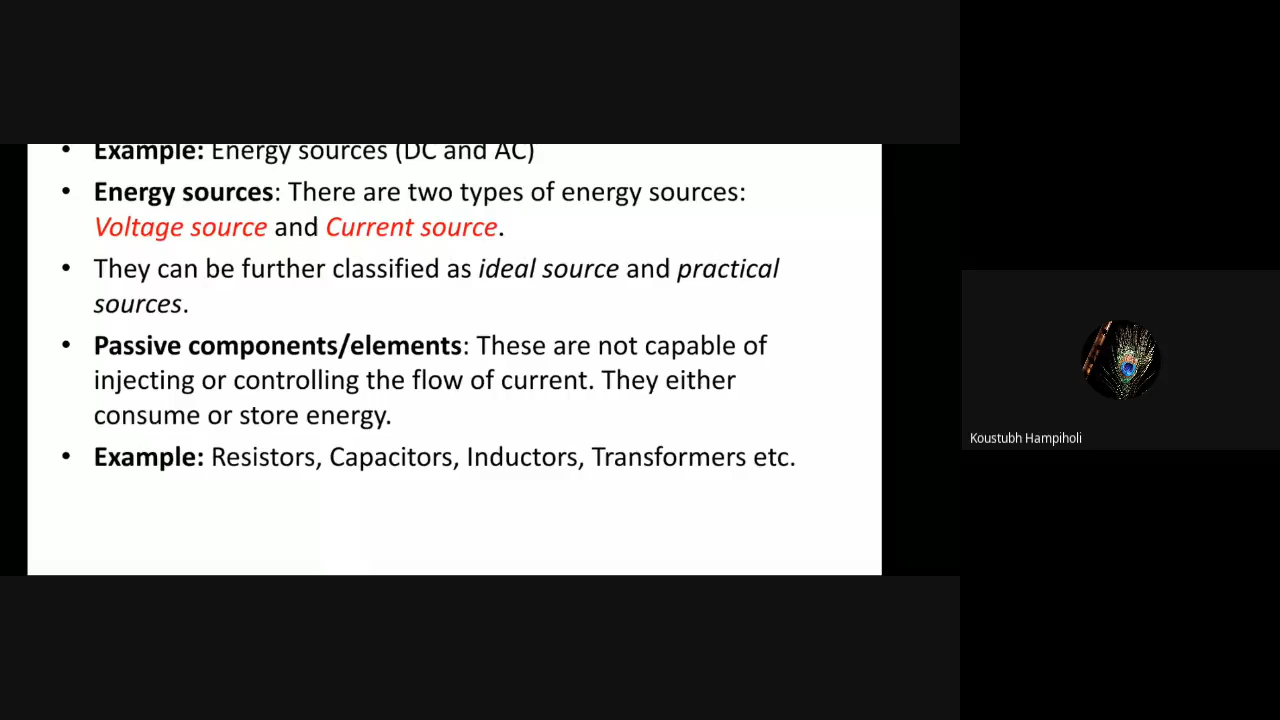 • Example: Energy sources (DC and AC)
• Energy sources: There are two types of energy sources:
Voltage source and Current source.
• They can be further classified as ideal source and practical
sources.
• Passive components/elements: These are not capable of
injecting or controlling the flow of current. They either
consume or store energy.
• Example: Resistors, Capacitors, Inductors, Transformers etc.
Koustubh Hampiholi